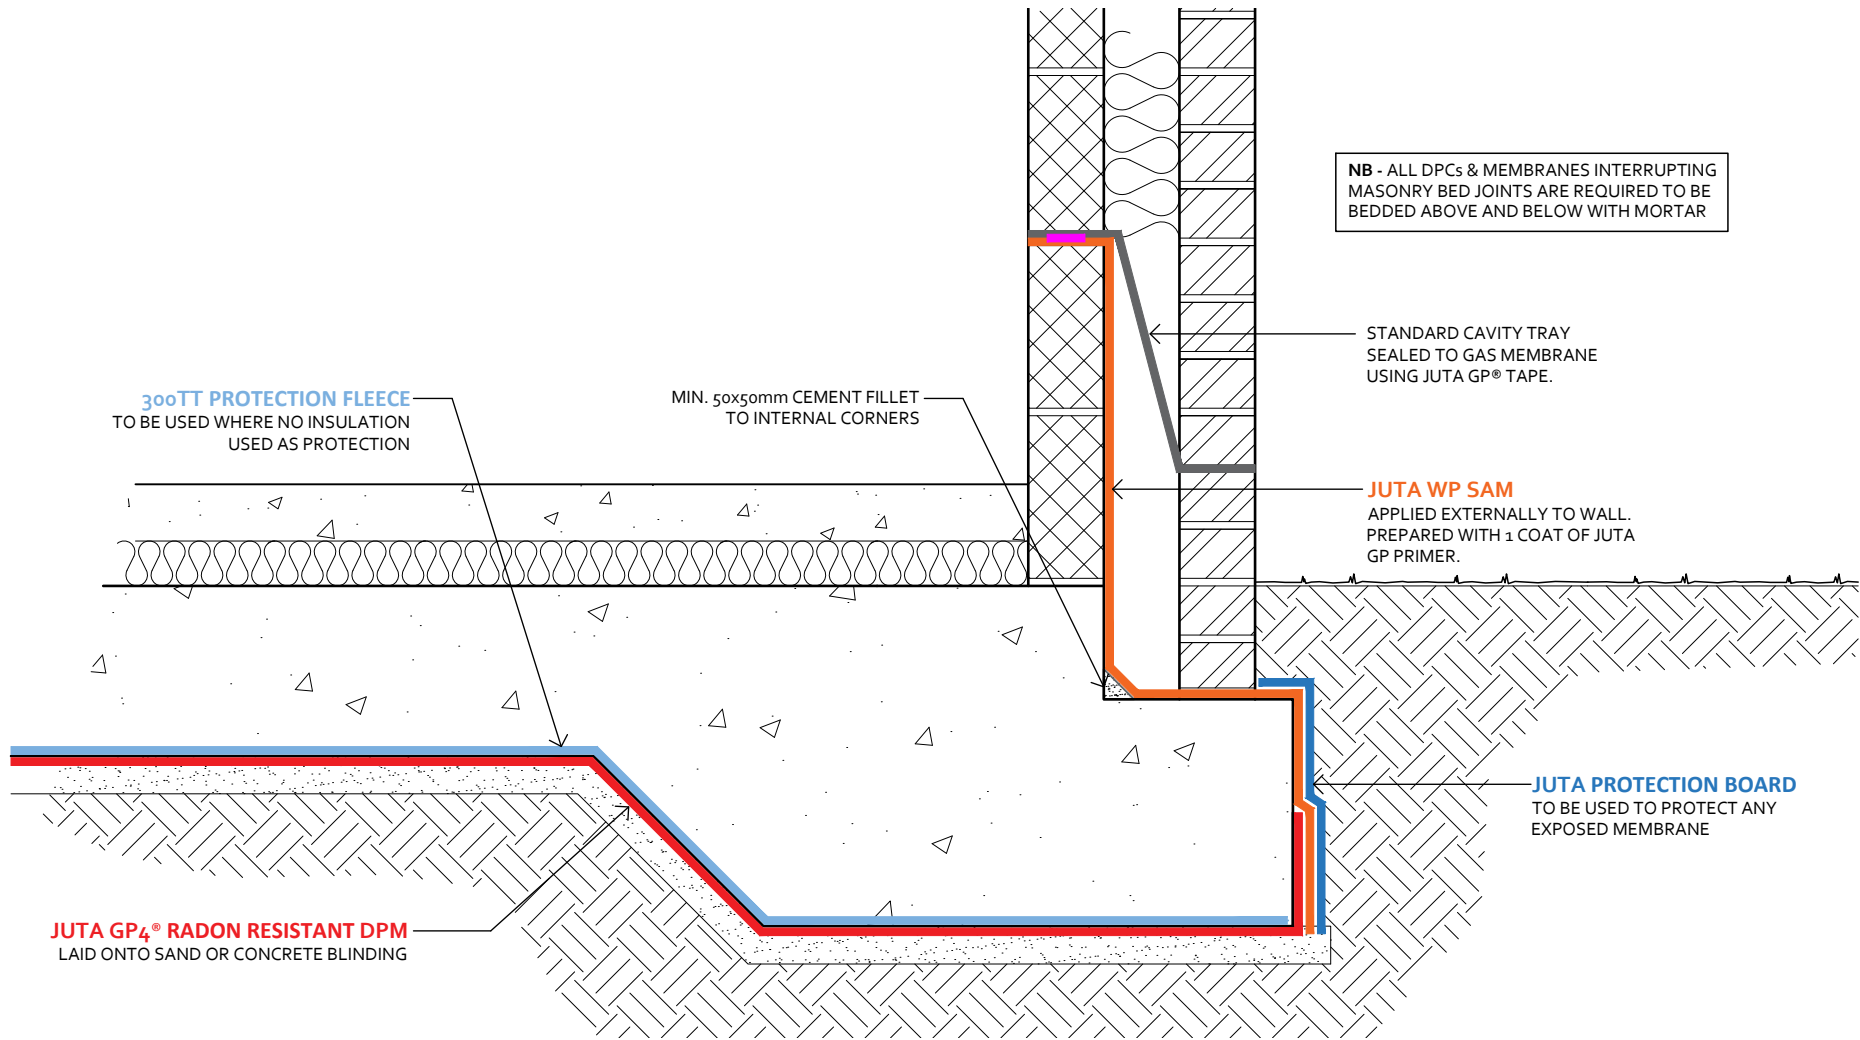 NB - ALL DPCs & MEMBRANES INTERRUPTING
MASONRY BED JOINTS ARE REQUIRED TO BE
BEDDED ABOVE AND BELOW WITH MORTAR
STANDARD CAVITY TRAY
SEALED TO GAS MEMBRANE
USING JUTA GP® TAPE.
300TT PROTECTION FLEECE
TO BE USED WHERE NO INSULATION
USED AS PROTECTION
MIN. 50x50mm CEMENT FILLET
TO INTERNAL CORNERS
JUTA WP SAM
APPLIED EXTERNALLY TO WALL.
PREPARED WITH 1 COAT OF JUTA
GP PRIMER.
JUTA PROTECTION BOARD
TO BE USED TO PROTECT ANY
EXPOSED MEMBRANE
JUTA GP4® RADON RESISTANT DPM
LAID ONTO SAND OR CONCRETE BLINDING